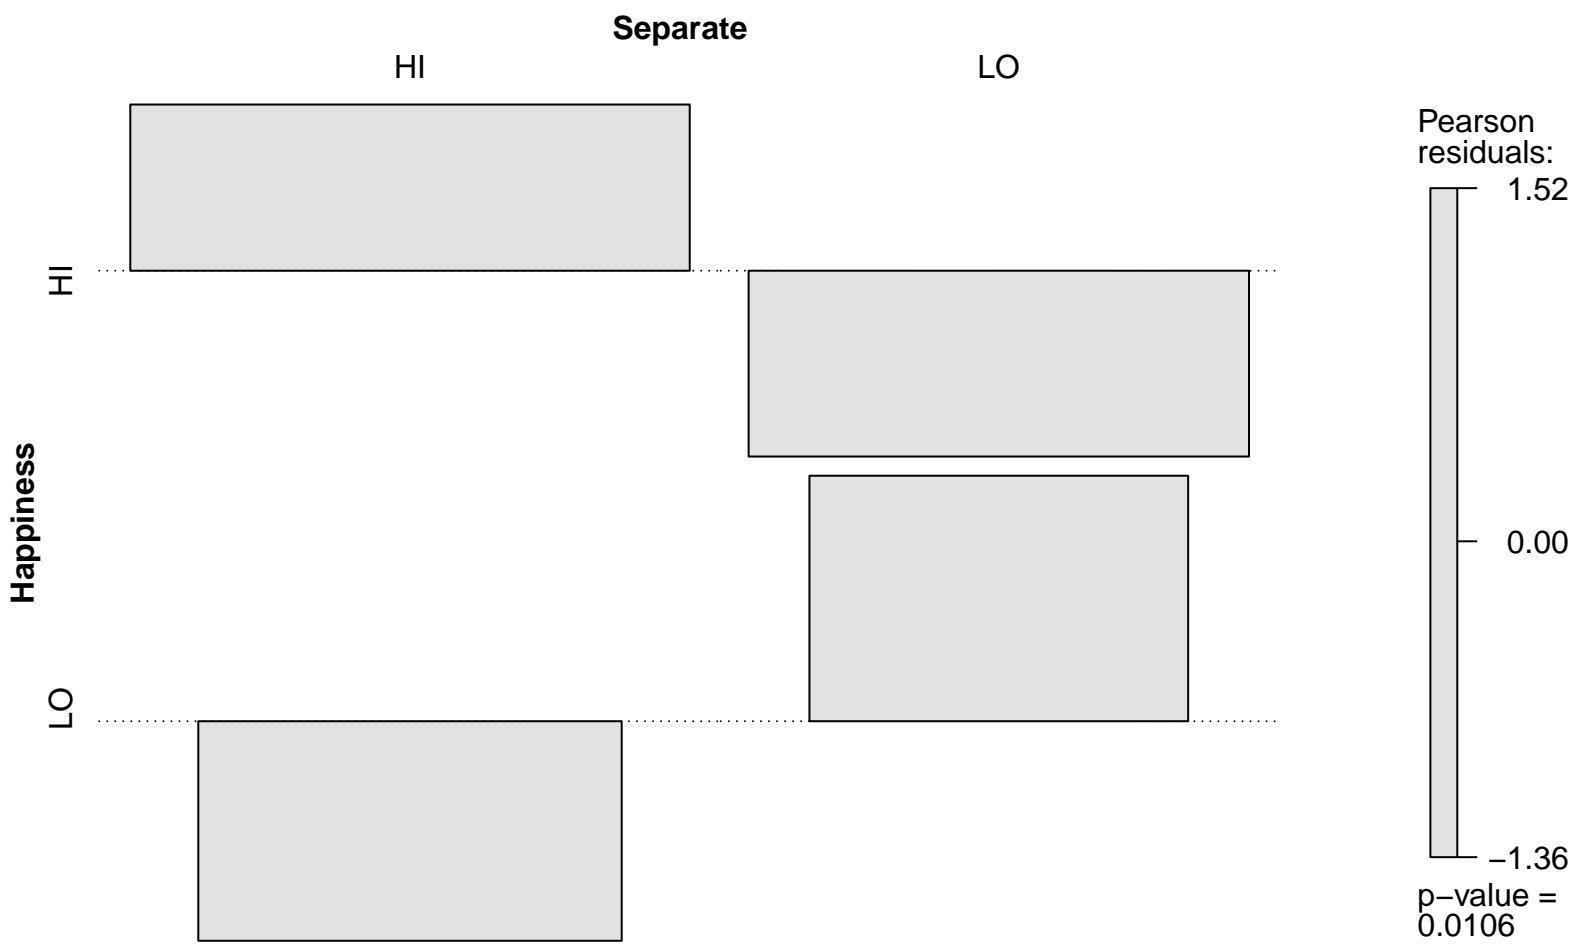 Separate
HI
LO
Happiness
HI
LO
Pearson
residuals:
1.52
0.00
−1.36
p−value =
0.0106